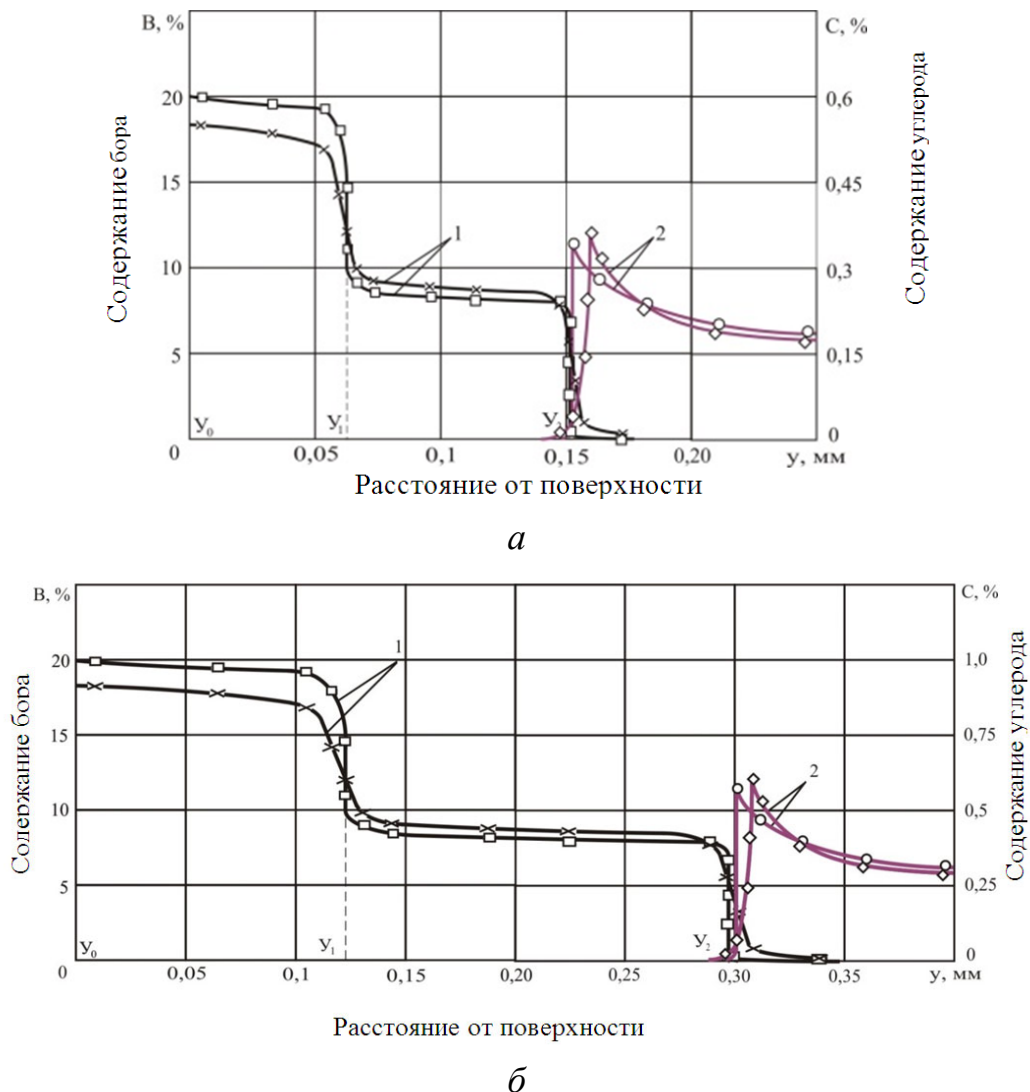 В, %
С, %
Содержание бора
Содержание углерода
20
0,6
15
0,45
1
2
10
0,3
5
0,15
У₀
У₁
0
0
0,05
0,1
0,15
0,20
у, мм
Расстояние от поверхности
а
В, %
С, %
Содержание бора
Содержание углерода
1
20
1,0
15
0,75
2
10
0,5
5
0,25
У₀
У₁
У₂
0
0
0,05
0,1
0,15
0,20
0,25
0,30
0,35
у, мм
Расстояние от поверхности
б